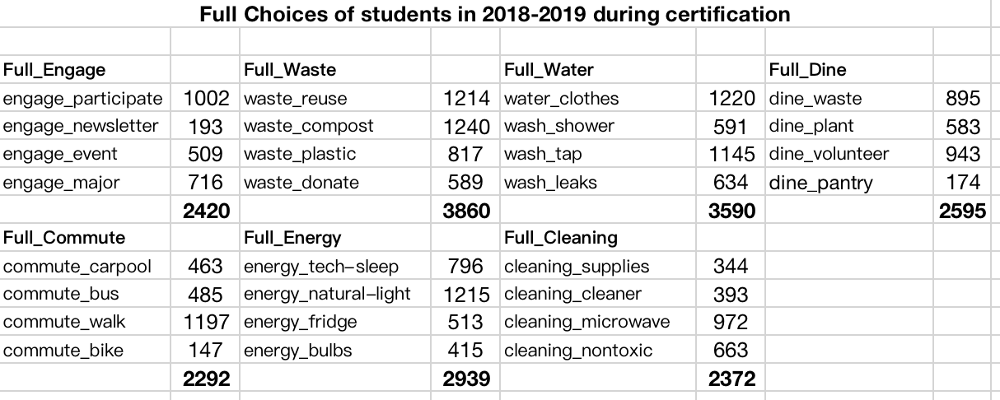 Full Choices of students in 2018-2019 during certification
Full_Engage Full_Waste Full_Water Full_Dine
engage_participate 1002 waste_reuse 1214 water_clothes 1220 dine_waste 895
engage_newsletter 193 waste_compost 1240 wash_shower 591 dine_plant 583
engage_event 509 waste_plastic 817 wash_tap 1145 dine_volunteer 943
engage_major 716 waste_donate 589 wash_leaks 634 dine_pantry 174
2420 3860 3590 2595
Full_Commute Full_Energy Full_Cleaning
commute_carpool 463 energy_tech–sleep 796 cleaning_supplies 344
commute_bus 485 energy_natural–light 1215 cleaning_cleaner 393
commute_walk 1197 energy_fridge 513 cleaning_microwave 972
commute_bike 147 energy_bulbs 415 cleaning_nontoxic 663
2292 2939 2372